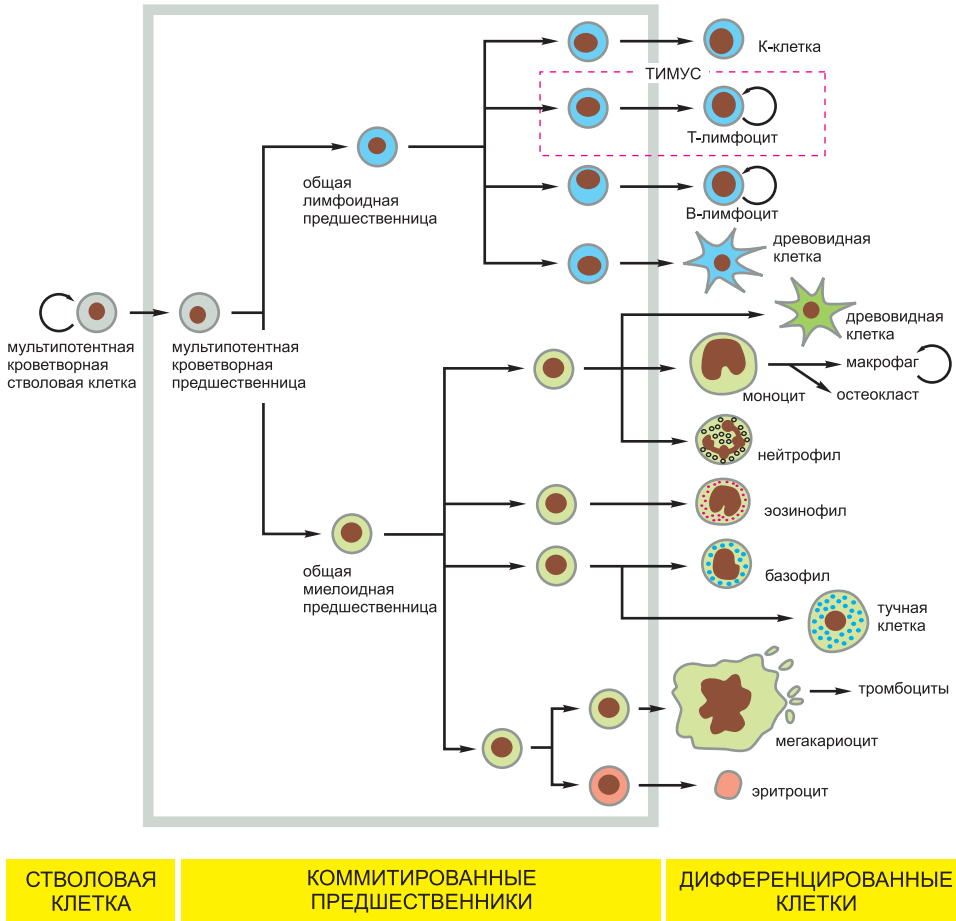 К-клетка
ТИМУС
Т-лимфоцит
общая
лимфоидная
предшественница
В-лимфоцит
древовидная
клетка
мультипотентная
кроветворная
стволовая клетка
мультипотентная
кроветворная
предшественница
древовидная
клетка
макрофаг
моноцит
остеокласт
нейтрофил
эозинофил
общая
миелоидная
предшественница
базофил
тучная
клетка
тромбоциты
мегакариоцит
эритроцит
СТВОЛОВАЯ
КЛЕТКА
КОММИТИРОВАННЫЕ
ПРЕДШЕСТВЕННИКИ
ДИФФЕРЕНЦИРОВАННЫЕ
КЛЕТКИ